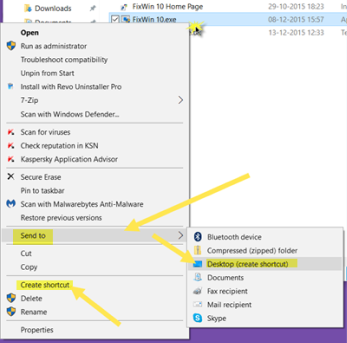 Downloads
FixWin 10 Home Page
29-10-2015 18:23
In
Documents
FixWin 10.exe
08-12-2015 15:57
Ap
13-12-2015 12:33
Open
Run as administrator
Troubleshoot compatibility
Unpin from Start
Install with Revo Uninstaller Pro
7-Zip
Scan with Windows Defender...
Scan for viruses
Check reputation in KSN
Kaspersky Application Advisor
Secure Erase
Pin to taskbar
Scan with Malwarebytes Anti-Malware
Restore previous versions
Send to
Cut
Copy
Create shortcut
Delete
Rename
Properties
Bluetooth device
Compressed (zipped) folder
Desktop (create shortcut)
Documents
Fax recipient
Mail recipient
Skype